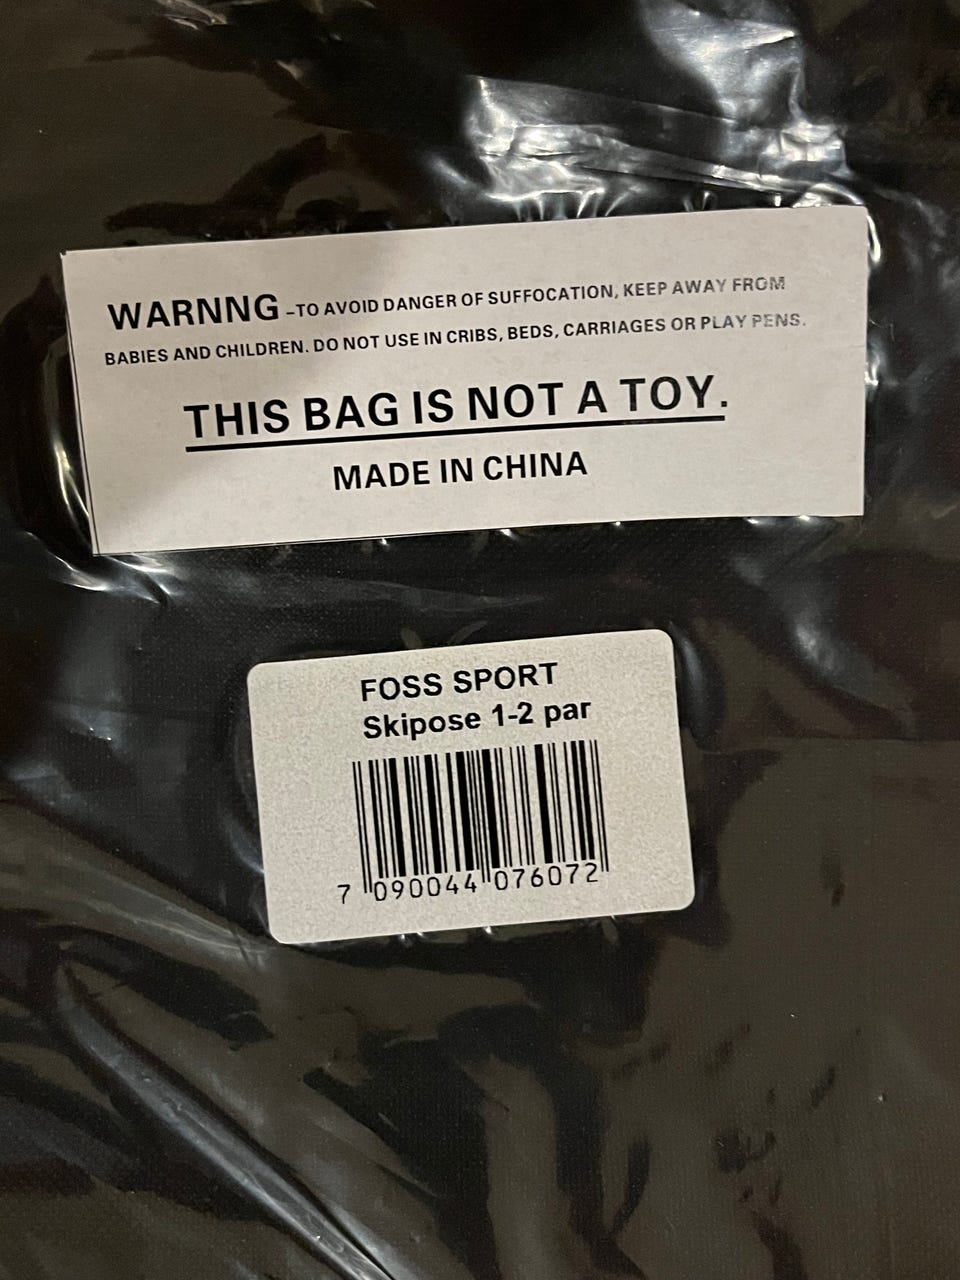 WARNNG -TO AVOID DANGER OF SUFFOCATION, KEEP AWAY FROM
BABIES AND CHILDREN. DO NOT USE IN CRIBS, BEDS, CARRIAGES OR PLAY PENS.
THIS BAG IS NOT A TOY.
MADE IN CHINA
FOSS SPORT
Skipose 1-2 par
7 090044 076072